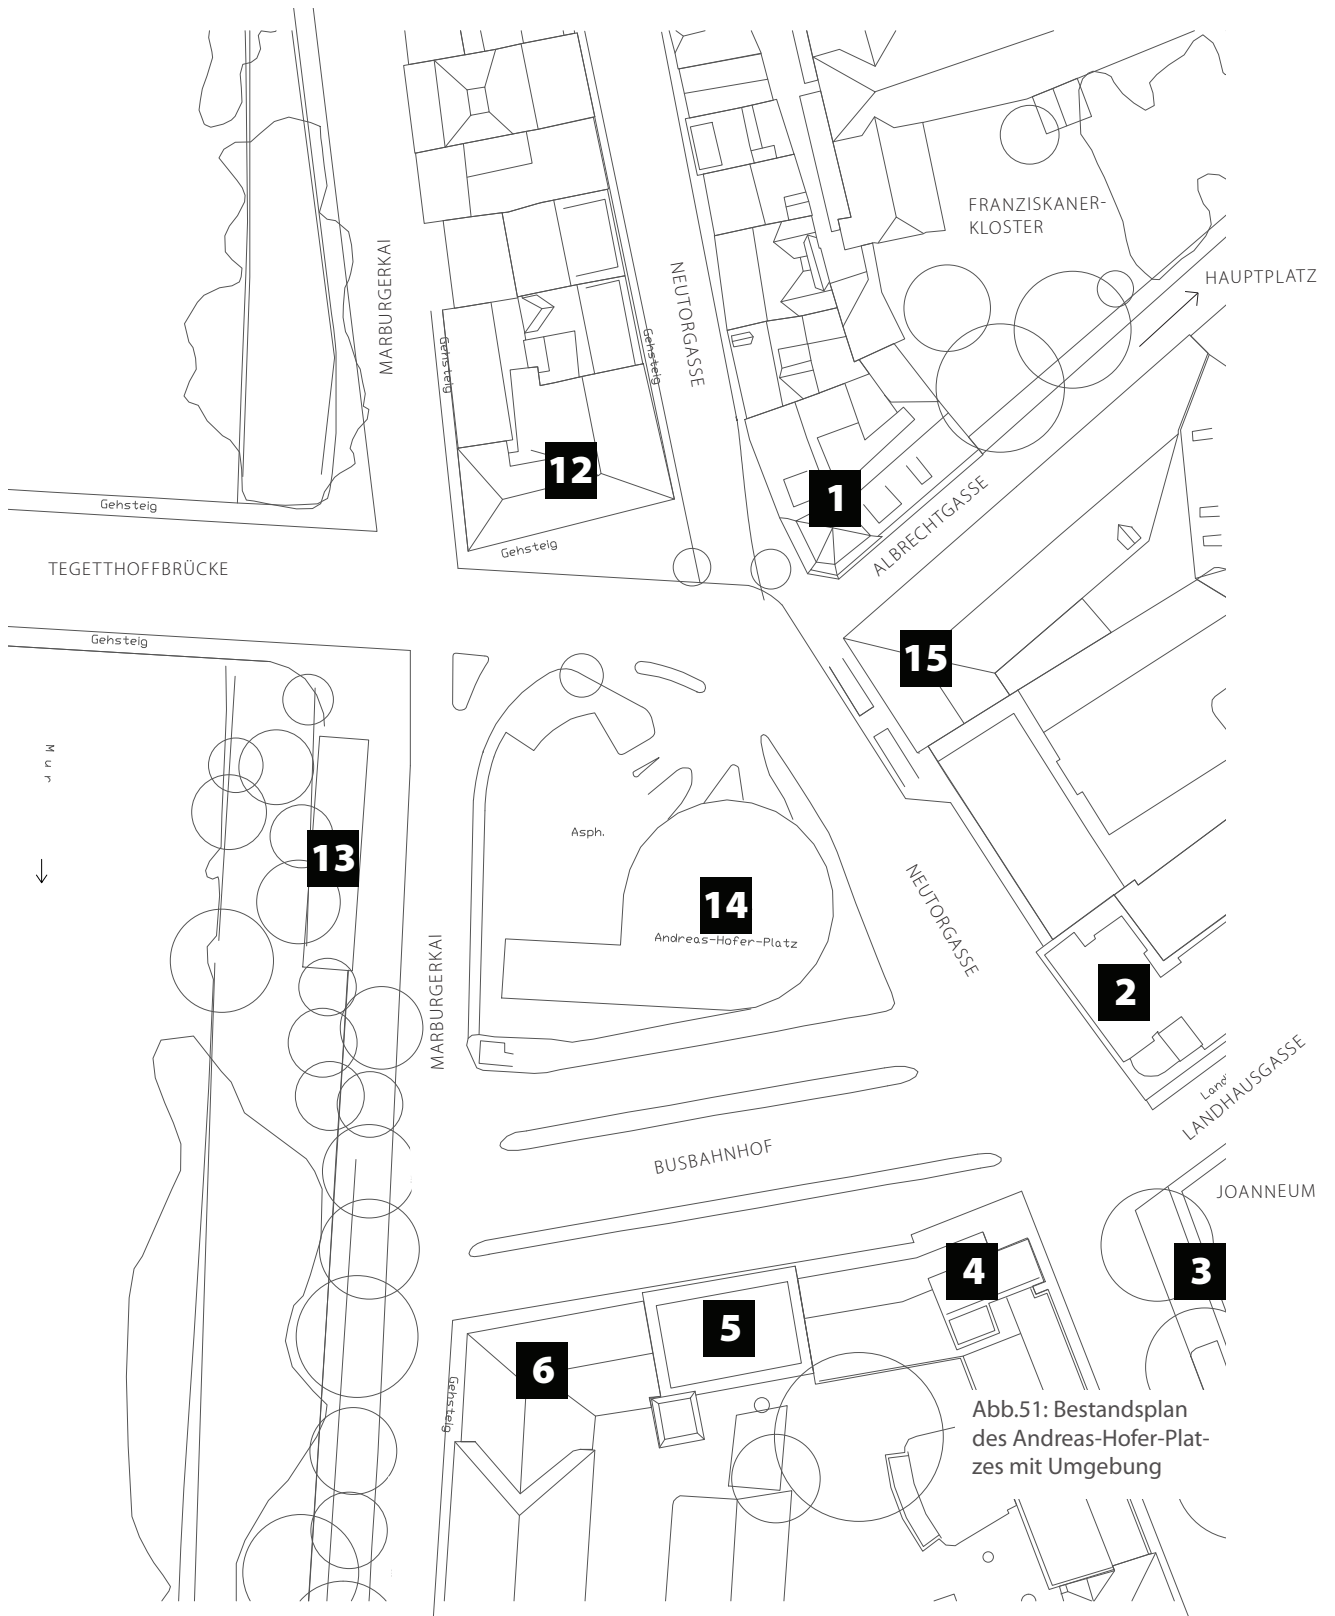 FRANZISKANER-
KLOSTER
HAUPTPLATZ
MARBURGERKAI
NEUTORGASSE
Gehsteig
Gehsteig
12
1
Gehsteig
Gehsteig
ALBRECHTGASSE
TEGETTHOFFBRÜCKE
Gehsteig
15
Mur
Asph.
13
14
Andreas-Hofer-Platz
NEUTORGASSE
MARBURGERKAI
2
Land
LANDHAUSGASSE
BUSBAHNHOF
JOANNEUM
4
3
5
6
Gehsteig
Abb.51: Bestandsplan
des Andreas-Hofer-Plat-
zes mit Umgebung